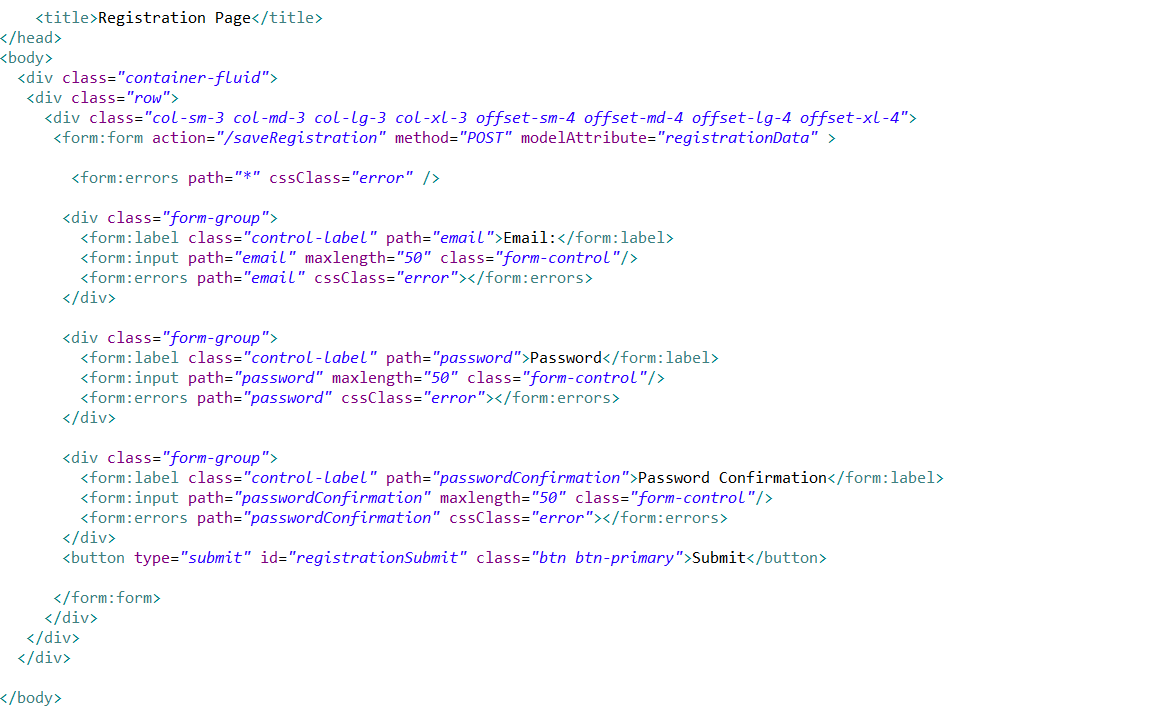 <title>Registration Page</title>
</head>
<body>
<div class="container-fluid">
<div class="row">
<div class="col-sm-3 col-md-3 col-lg-3 col-xl-3 offset-sm-4 offset-md-4 offset-lg-4 offset-xl-4">
<form:form action="/saveRegistration" method="POST" modelAttribute="registrationData" >
<form:errors path="*" cssClass="error" />
<div class="form-group">
<form:label class="control-label" path="email">Email:</form:label>
<form:input path="email" maxlength="50" class="form-control"/>
<form:errors path="email" cssClass="error"></form:errors>
</div>
<div class="form-group">
<form:label class="control-label" path="password">Password</form:label>
<form:input path="password" maxlength="50" class="form-control"/>
<form:errors path="password" cssClass="error"></form:errors>
</div>
<div class="form-group">
<form:label class="control-label" path="passwordConfirmation">Password Confirmation</form:label>
<form:input path="passwordConfirmation" maxlength="50" class="form-control"/>
<form:errors path="passwordConfirmation" cssClass="error"></form:errors>
</div>
<button type="submit" id="registrationSubmit" class="btn btn-primary">Submit</button>
</form:form>
</div>
</div>
</div>
</body>